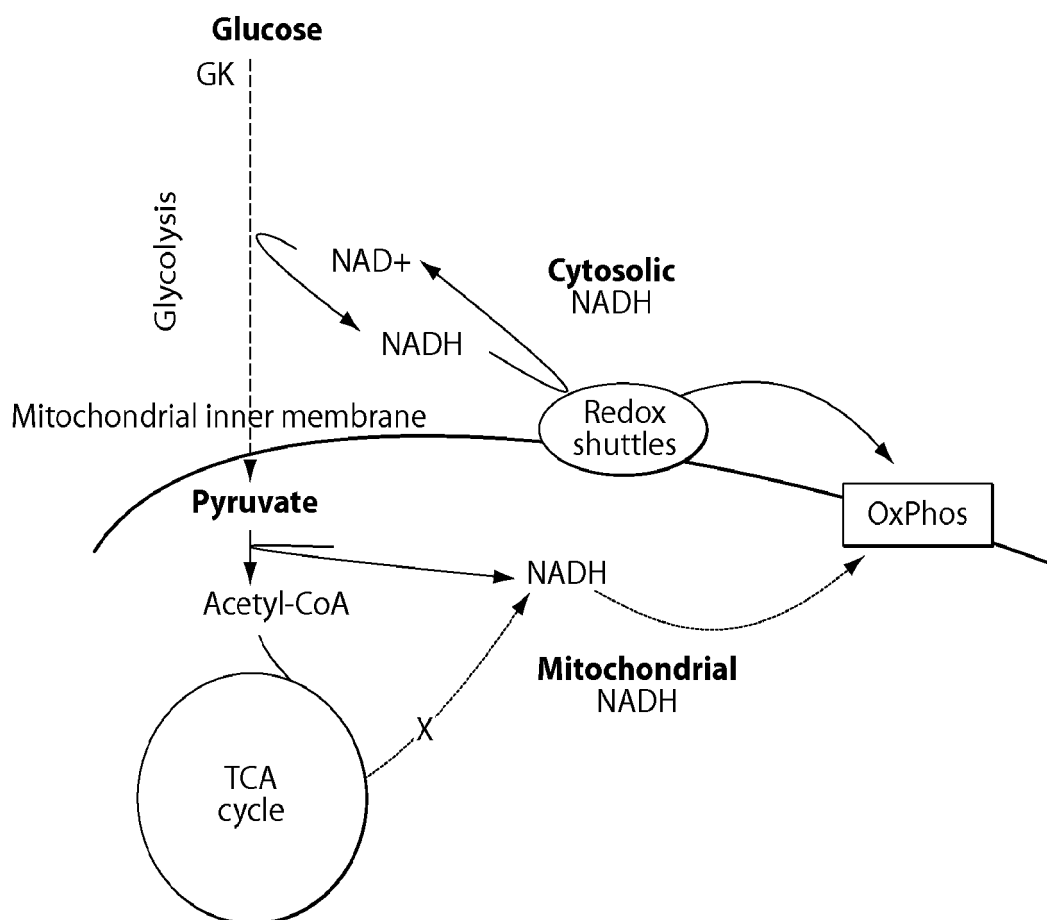 Glucose
GK
Glycolysis
NAD+
Cytosolic
NADH
NADH
Mitochondrial inner membrane
Redox
shuttles
Pyruvate
OxPhos
NADH
Acetyl-CoA
Mitochondrial
NADH
X
TCA
cycle